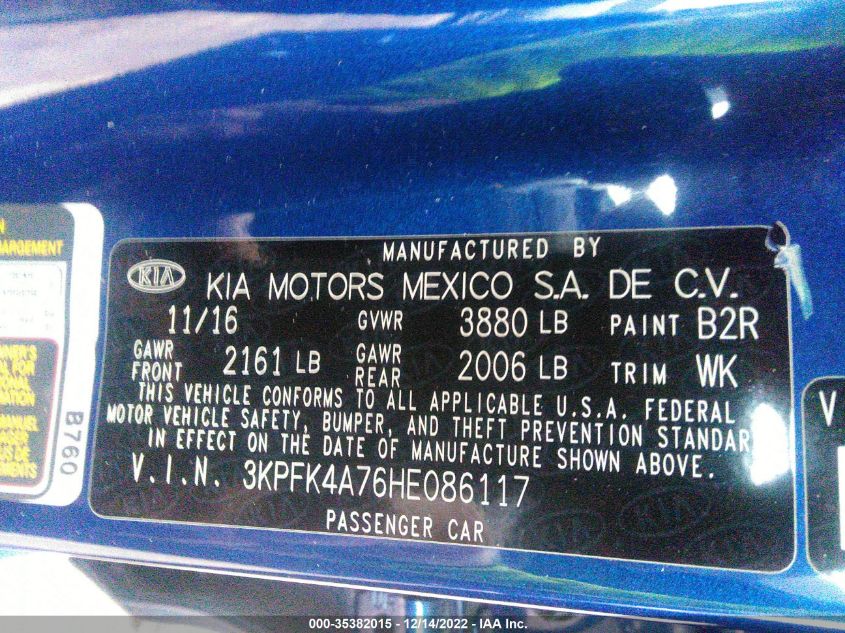 MANUFACTURED BY
KIA KIA MOTORS MEXICO S.A. DE C.V.
11/16 GVWR 3880 LB PAINT B2R
GAWR FRONT 2161 LB GAWR REAR 2006 LB TRIM WK
THIS VEHICLE CONFORMS TO ALL APPLICABLE U.S.A. FEDERAL
MOTOR VEHICLE SAFETY, BUMPER, AND THEFT PREVENTION STANDAR
IN EFFECT ON THE DATE OF MANUFACTURE SHOWN ABOVE.
V.I.N. 3KPFK4A76HE086117
PASSENGER CAR
B760
V
000-35382015 - 12/14/2022 - IAA Inc.